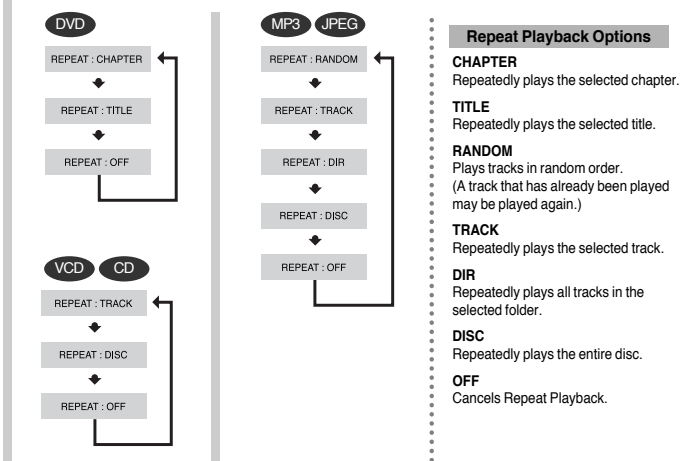 DVD
REPEAT : CHAPTER
REPEAT : TITLE
REPEAT : OFF
VCD CD
REPEAT : TRACK
REPEAT : DISC
REPEAT : OFF
MP3 JPEG
REPEAT : RANDOM
REPEAT : TRACK
REPEAT : DIR
REPEAT : DISC
REPEAT : OFF
Repeat Playback Options
CHAPTER
Repeatedly plays the selected chapter.
TITLE
Repeatedly plays the selected title.
RANDOM
Plays tracks in random order.
(A track that has already been played
may be played again.)
TRACK
Repeatedly plays the selected track.
DIR
Repeatedly plays all tracks in the
selected folder.
DISC
Repeatedly plays the entire disc.
OFF
Cancels Repeat Playback.